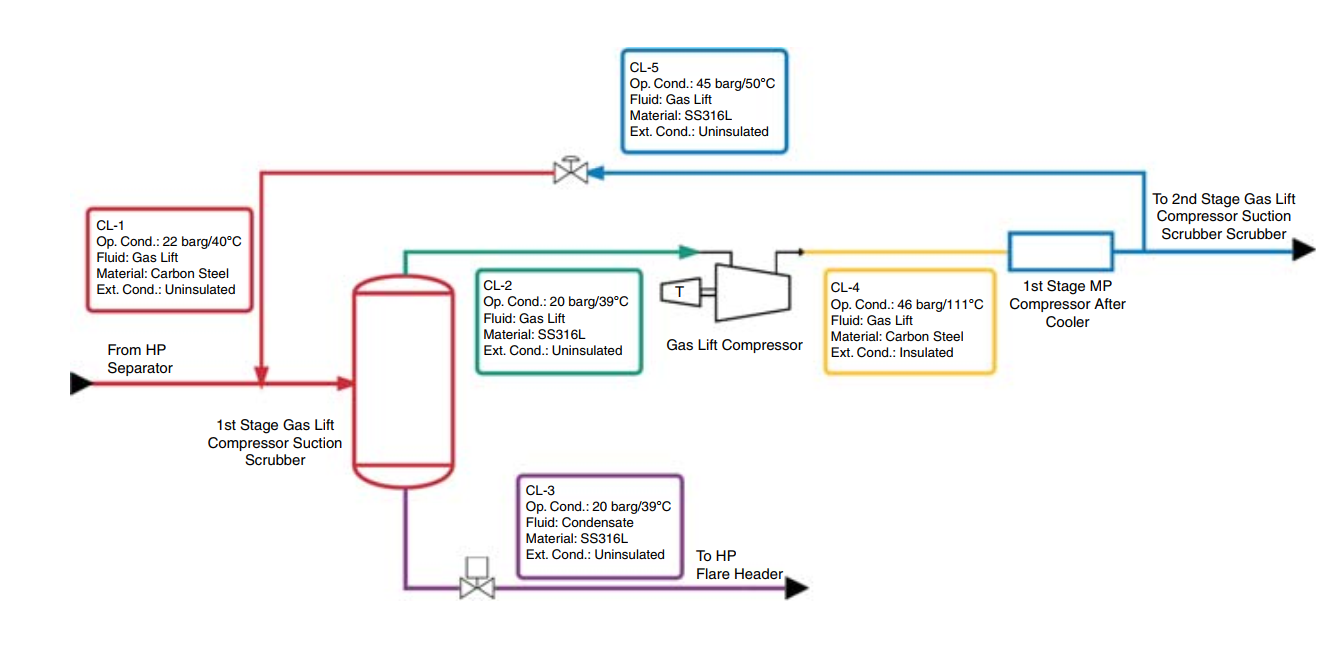 CL-5
Op. Cond.: 45 barg/50°C
Fluid: Gas Lift
Material: SS316L
Ext. Cond.: Uninsulated
To 2nd Stage Gas Lift
Compressor Suction
Scrubber Scrubber
CL-1
Op. Cond.: 22 barg/40°C
Fluid: Gas Lift
Material: Carbon Steel
Ext. Cond.: Uninsulated
CL-2
Op. Cond.: 20 barg/39°C
Fluid: Gas Lift
Material: SS316L
Ext. Cond.: Uninsulated
T
Gas Lift Compressor
CL-4
Op. Cond.: 46 barg/111°C
Fluid: Gas Lift
Material: Carbon Steel
Ext. Cond.: Insulated
1st Stage MP
Compressor After
Cooler
From HP
Separator
1st Stage Gas Lift
Compressor Suction
Scrubber
CL-3
Op. Cond.: 20 barg/39°C
Fluid: Condensate
Material: SS316L
Ext. Cond.: Uninsulated
To HP
Flare Header